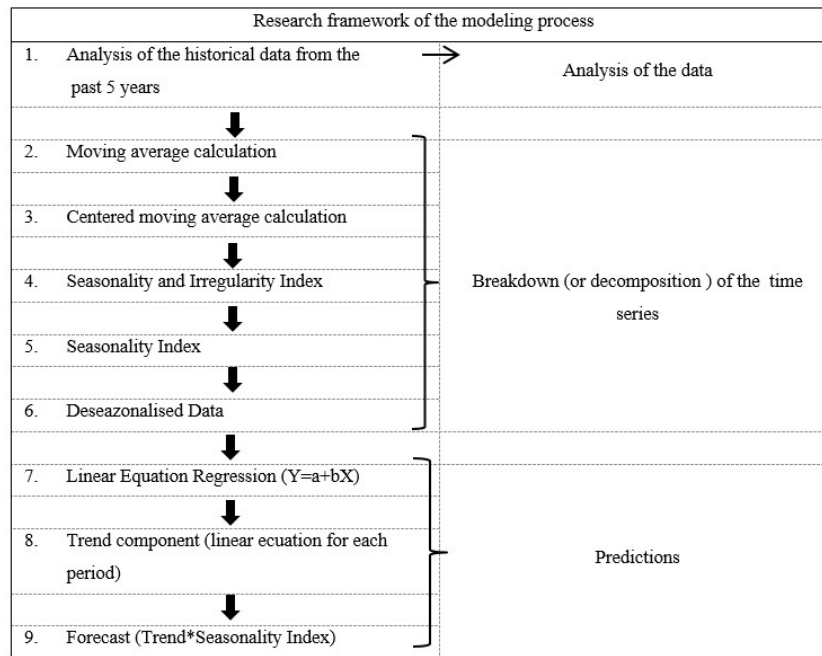 Research framework of the modeling process
1. Analysis of the historical data from the
past 5 years
Analysis of the data
2. Moving average calculation
3. Centered moving average calculation
4. Seasonality and Irregularity Index
5. Seasonality Index
6. Deseazonalised Data
Breakdown (or decomposition ) of the time
series
7. Linear Equation Regression (Y=a+bX)
8. Trend component (linear ecuation for each
period)
9. Forecast (Trend*Seasonality Index)
Predictions